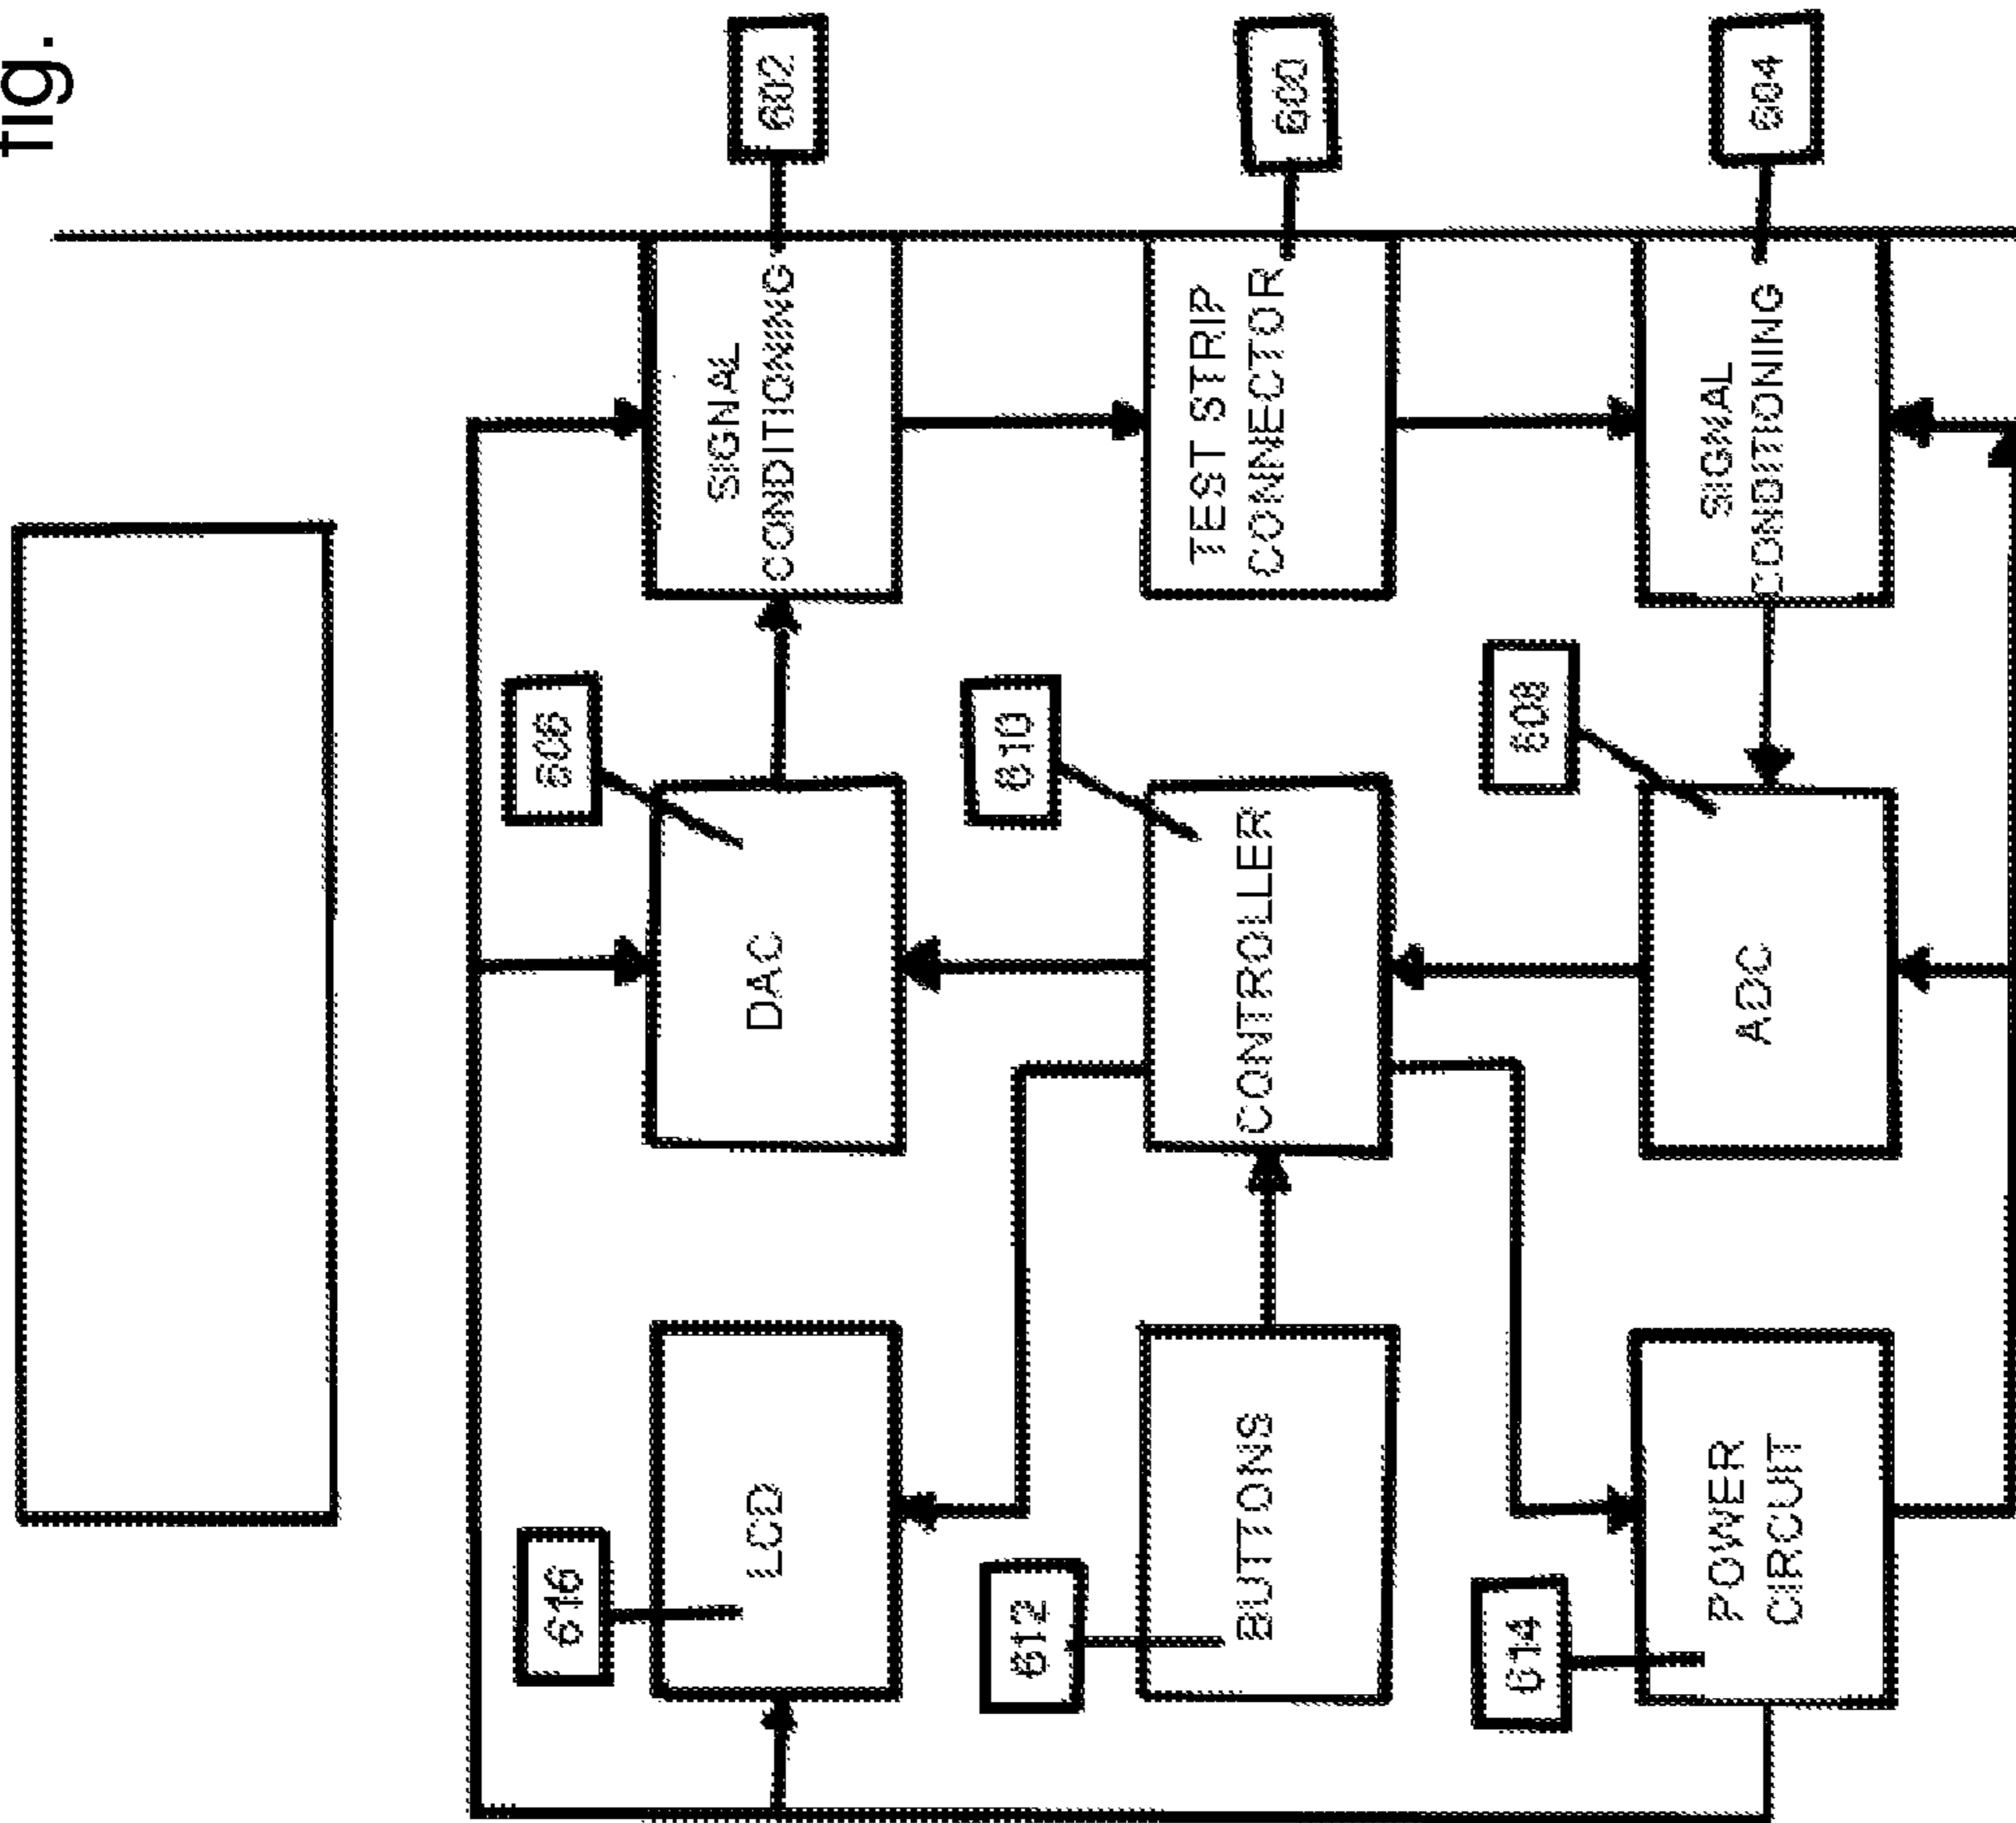 fig.
616
606
LCD
DAC
SIGNAL
CONDITIONING
602
612
610
BUTTONS
CONTROLLER
TEST STRIP
CONNECTOR
600
614
608
POWER
CIRCUIT
ADC
SIGNAL
CONDITIONING
604